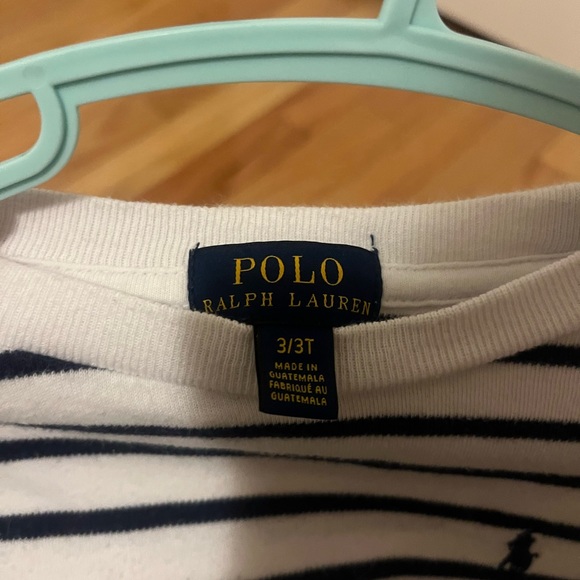 POLO
RALPH LAUREN
3/3T
MADE IN
GUATEMALA
FABRIQUÉ AU
GUATEMALA